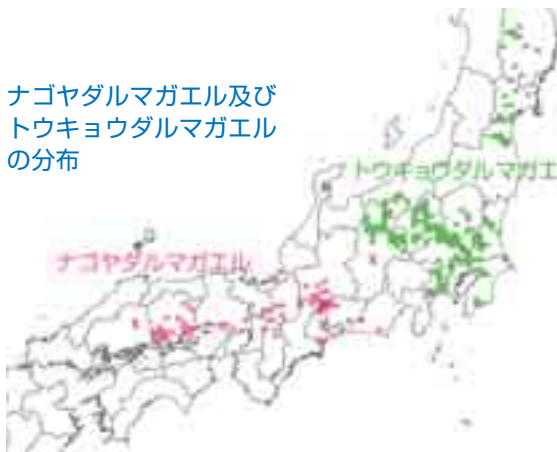 ナゴヤダルマガエル及び
トウキョウダルマガエル
の分布
トウキョウダルマガエ
ナゴヤダルマガエル